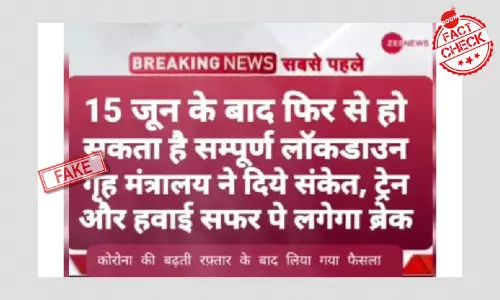 BOOM
FACT
CHECK
ZEE NEWS
BREAKING NEWS सबसे पहले
15 जून के बाद फिर से हो
सकता है सम्पूर्ण लॉकडाउन
FAKE
गृह मंत्रालय ने दिये संकेत, ट्रेन
और हवाई सफर पे लगेगा ब्रेक
कोरोना की बढ़ती रफ़्तार के बाद लिया गया फैसला